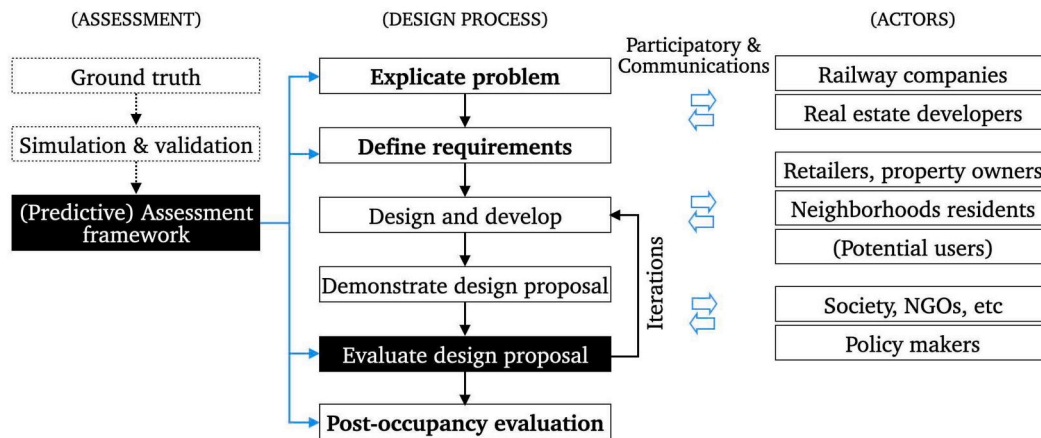 (ASSESSMENT)
Ground truth
Simulation & validation
(Predictive) Assessment
framework
(DESIGN PROCESS)
Explicate problem
Define requirements
Design and develop
Demonstrate design proposal
Evaluate design proposal
Post-occupancy evaluation
Iterations
Participatory &
Communications
(ACTORS)
Railway companies
Real estate developers
Retailers, property owners
Neighborhoods residents
(Potential users)
Society, NGOs, etc
Policy makers